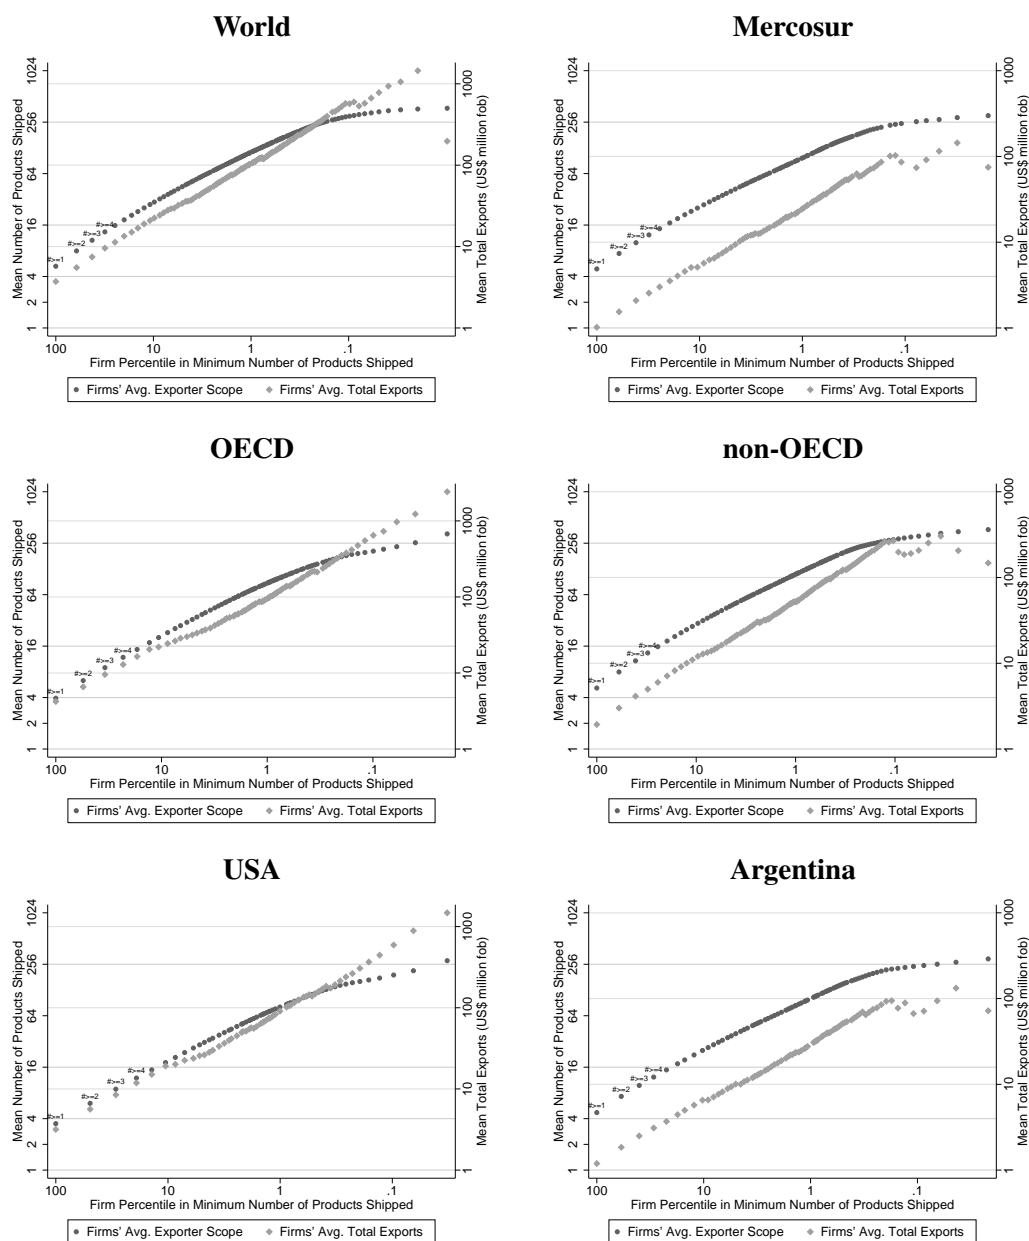 World
Mean Number of Products Shipped
1 2 4 16 64 256 1024
#>=1
#>=2
#>=3
#>=4
1 10 100 1000
Mean Total Exports (US$ million fob)
100 10 1 .1
Firm Percentile in Minimum Number of Products Shipped
Firms' Avg. Exporter Scope Firms' Avg. Total Exports
Mercosur
Mean Number of Products Shipped
1 2 4 16 64 256 1024
#>=1
#>=2
#>=3
#>=4
1 10 100 1000
Mean Total Exports (US$ million fob)
100 10 1 .1
Firm Percentile in Minimum Number of Products Shipped
Firms' Avg. Exporter Scope Firms' Avg. Total Exports
OECD
Mean Number of Products Shipped
1 2 4 16 64 256 1024
#>=1
#>=2
#>=3
#>=4
1 10 100 1000
Mean Total Exports (US$ million fob)
100 10 1 .1
Firm Percentile in Minimum Number of Products Shipped
Firms' Avg. Exporter Scope Firms' Avg. Total Exports
non-OECD
Mean Number of Products Shipped
1 2 4 16 64 256 1024
#>=1
#>=2
#>=3
#>=4
1 10 100 1000
Mean Total Exports (US$ million fob)
100 10 1 .1
Firm Percentile in Minimum Number of Products Shipped
Firms' Avg. Exporter Scope Firms' Avg. Total Exports
USA
Mean Number of Products Shipped
1 2 4 16 64 256 1024
#>=1
#>=2
#>=3
#>=4
1 10 100 1000
Mean Total Exports (US$ million fob)
100 10 1 .1
Firm Percentile in Minimum Number of Products Shipped
Firms' Avg. Exporter Scope Firms' Avg. Total Exports
Argentina
Mean Number of Products Shipped
1 2 4 16 64 256 1024
#>=1
#>=2
#>=3
#>=4
1 10 100 1000
Mean Total Exports (US$ million fob)
100 10 1 .1
Firm Percentile in Minimum Number of Products Shipped
Firms' Avg. Exporter Scope Firms' Avg. Total Exports